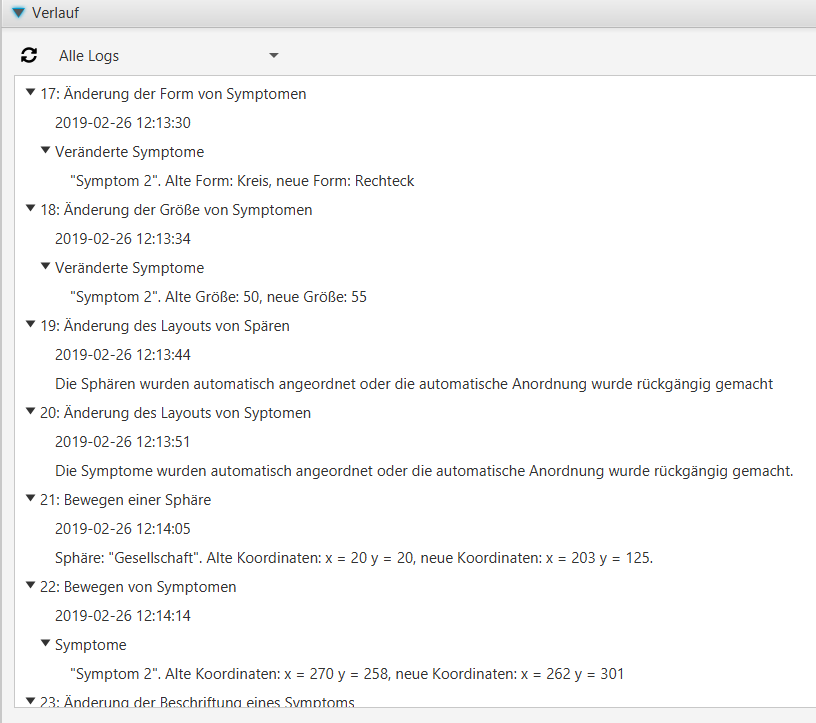 Verlauf
Alle Logs
17: Änderung der Form von Symptomen
2019-02-26 12:13:30
Veränderte Symptome
"Symptom 2". Alte Form: Kreis, neue Form: Rechteck
18: Änderung der Größe von Symptomen
2019-02-26 12:13:34
Veränderte Symptome
"Symptom 2". Alte Größe: 50, neue Größe: 55
19: Änderung des Layouts von Spären
2019-02-26 12:13:44
Die Sphären wurden automatisch angeordnet oder die automatische Anordnung wurde rückgängig gemacht
20: Änderung des Layouts von Syptomen
2019-02-26 12:13:51
Die Symptome wurden automatisch angeordnet oder die automatische Anordnung wurde rückgängig gemacht.
21: Bewegen einer Sphäre
2019-02-26 12:14:05
Sphäre: "Gesellschaft". Alte Koordinaten: x = 20 y = 20, neue Koordinaten: x = 203 y = 125.
22: Bewegen von Symptomen
2019-02-26 12:14:14
Symptome
"Symptom 2". Alte Koordinaten: x = 270 y = 258, neue Koordinaten: x = 262 y = 301
23: Änderung der Beschriftung eines Symptoms